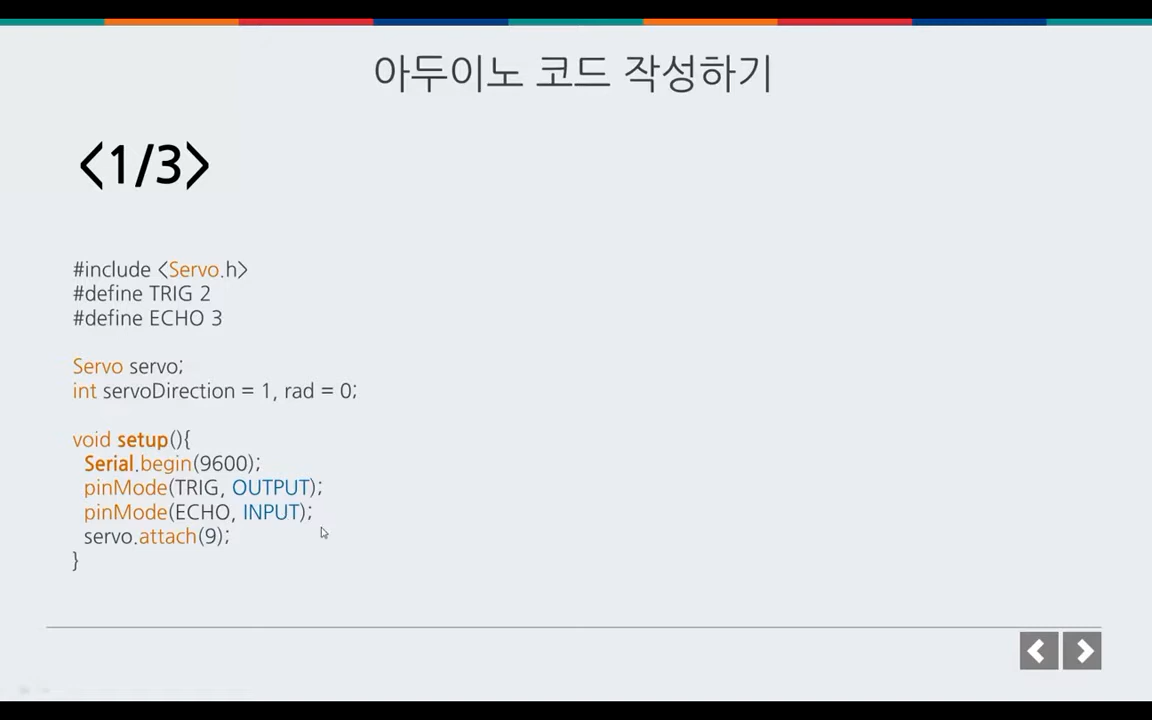 아두이노 코드 작성하기
<1/3>
#include <Servo.h>
#define TRIG 2
#define ECHO 3
Servo servo;
int servoDirection = 1, rad = 0;
void setup(){
Serial.begin(9600);
pinMode(TRIG, OUTPUT);
pinMode(ECHO, INPUT);
servo.attach(9);
}